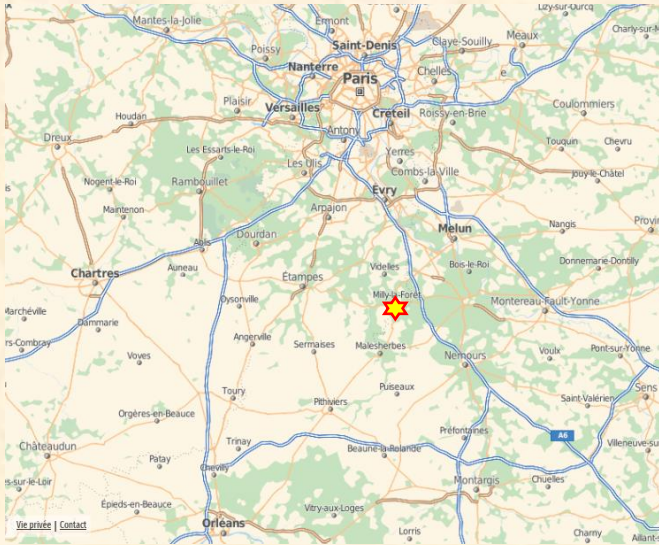 Mantes-la-Jolie
Ermont
Lizy-sur-Ourcq
Poissy
Saint-Denis
Claye-Souilly
Meaux
Charly-sur-M
Nanterre
Paris
Chelles
e
Plaisir
Versailles
Créteil
Roissy-en-Brie
Coulommiers
Houdan
Antony
Dreux
Les Essarts-le-Roi
Yerres
Touquin
Chevru
Les Ulis
Combs-la-Ville
Jouy-le-Châtel
Nogent-le-Roi
Rambouillet
Evry
Maintenon
Arpajon
Nangis
Provin
Dourdan
Melun
Ablis
Donnemarie-Dontilly
Chartres
Auneau
Videlles
Bois-le-Roi
Étampes
Dysonville
Milly-la-Forêt
Montereau-Fault-Yonne
Marchéville
Dammarie
Angerville
rs-Combray
Sermaises
Malesherbes
Voulx
Pont-sur-Yonne
Voves
Nemours
Toury
Puiseaux
Sens
Pithiviers
Saint-Valérien
Orgères-en-Beauce
Préfontaines
A6
Châteaudun
Trinay
Beaune-la-Rolande
Villeneuve-su
Patay
Chevilly
es-sur-le-Loir
Montargis
Chuelles
Épieds-en-Beauce
Vitry-aux-Loges
Vie privée | Contact
Orléans
Lorris
Charny
Aillant-